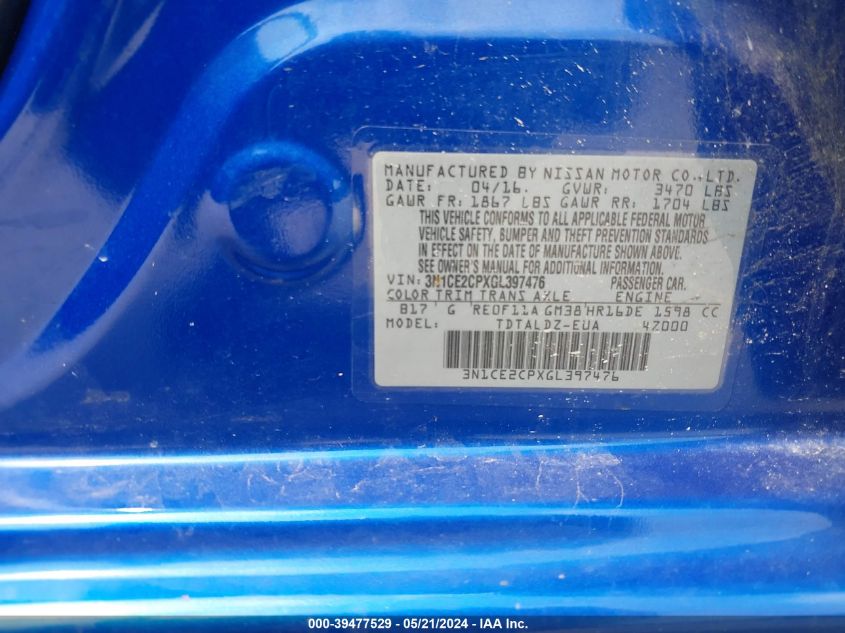 MANUFACTURED BY NISSAN MOTOR CO.,LTD.
DATE: 04/16. GVWR: 3470 LBS
GAWR FR: 1867 LBS GAWR RR: 1704 LBS
THIS VEHICLE CONFORMS TO ALL APPLICABLE FEDERAL MOTOR
VEHICLE SAFETY, BUMPER AND THEFT PREVENTION STANDARDS
IN EFFECT ON THE DATE OF MANUFACTURE SHOWN ABOVE.
SEE OWNER'S MANUAL FOR ADDITIONAL INFORMATION.
VIN: 3N1CE2CPXGL397476 PASSENGER CAR.
COLOR TRIM TRANS AXLE ENGINE
B17 G RE0F11A GM38 HR16DE 1598 CC
MODEL: TDTALDZ-EUA 4Z000
3N1CE2CPXGL397476
000-39477529 — 05/21/2024 — IAA Inc.